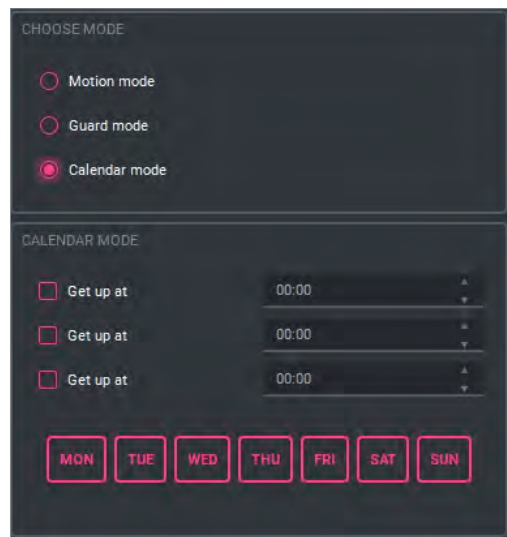 CHOOSE MODE
Motion mode
Guard mode
Calendar mode
CALENDAR MODE
Get up at 00:00
Get up at 00:00
Get up at 00:00
MON TUE WED THU FRI SAT SUN